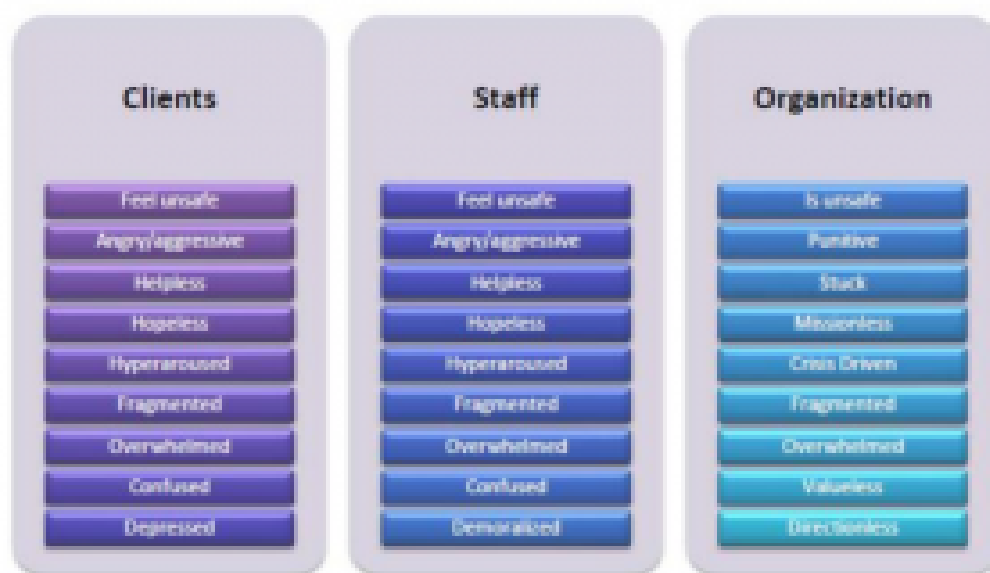 Clients
Feel unsafe
Angry/aggressive
Helpless
Hopeless
Hyperaroused
Fragmented
Overwhelmed
Confused
Depressed
Staff
Feel unsafe
Angry/aggressive
Helpless
Hopeless
Hyperaroused
Fragmented
Overwhelmed
Confused
Demoralized
Organization
Is unsafe
Punitive
Stuck
Missionless
Crisis Driven
Fragmented
Overwhelmed
Valueless
Directionless